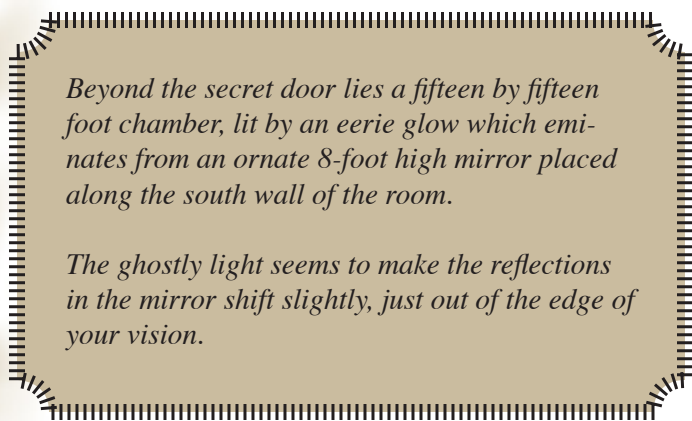 Beyond the secret door lies a fifteen by fifteen
foot chamber, lit by an eerie glow which emi-
nates from an ornate 8-foot high mirror placed
along the south wall of the room.
The ghostly light seems to make the reflections
in the mirror shift slightly, just out of the edge of
your vision.